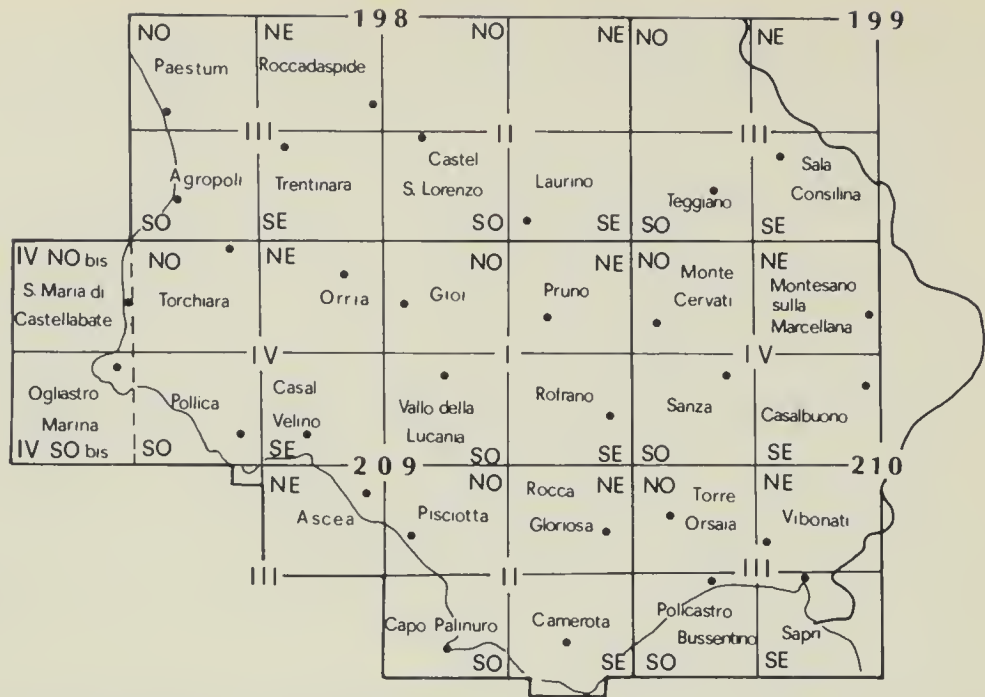 198 199
NO NE NO NE NO NE
Paestum Roccadaspide
III II III
Agropoli Trentinara Castel Laurino Teggiano Sala
S. Lorenzo Consilina
SO SE SO SE SO SE
IV NO bis NO NE NO NE NO NE
S. Maria di Castellabate Torchiara Orria Gioi Pruno Monte Cervati Montesano sulla Marcellana
IV I IV
Ogliastro Marina Pollica Casal Velino Vallo della Lucania Rofrano Sanza Casalbuono
IV SO bis SO SE SO SE SO SE
209 210
NE NO NE NO NE
Ascea Pisciotta Rocca Gloriosa Torre Orsaia Vibonati
III II III
Capo Palinuro Camerota Policastro Bussentino Sapri
SO SE SO SE